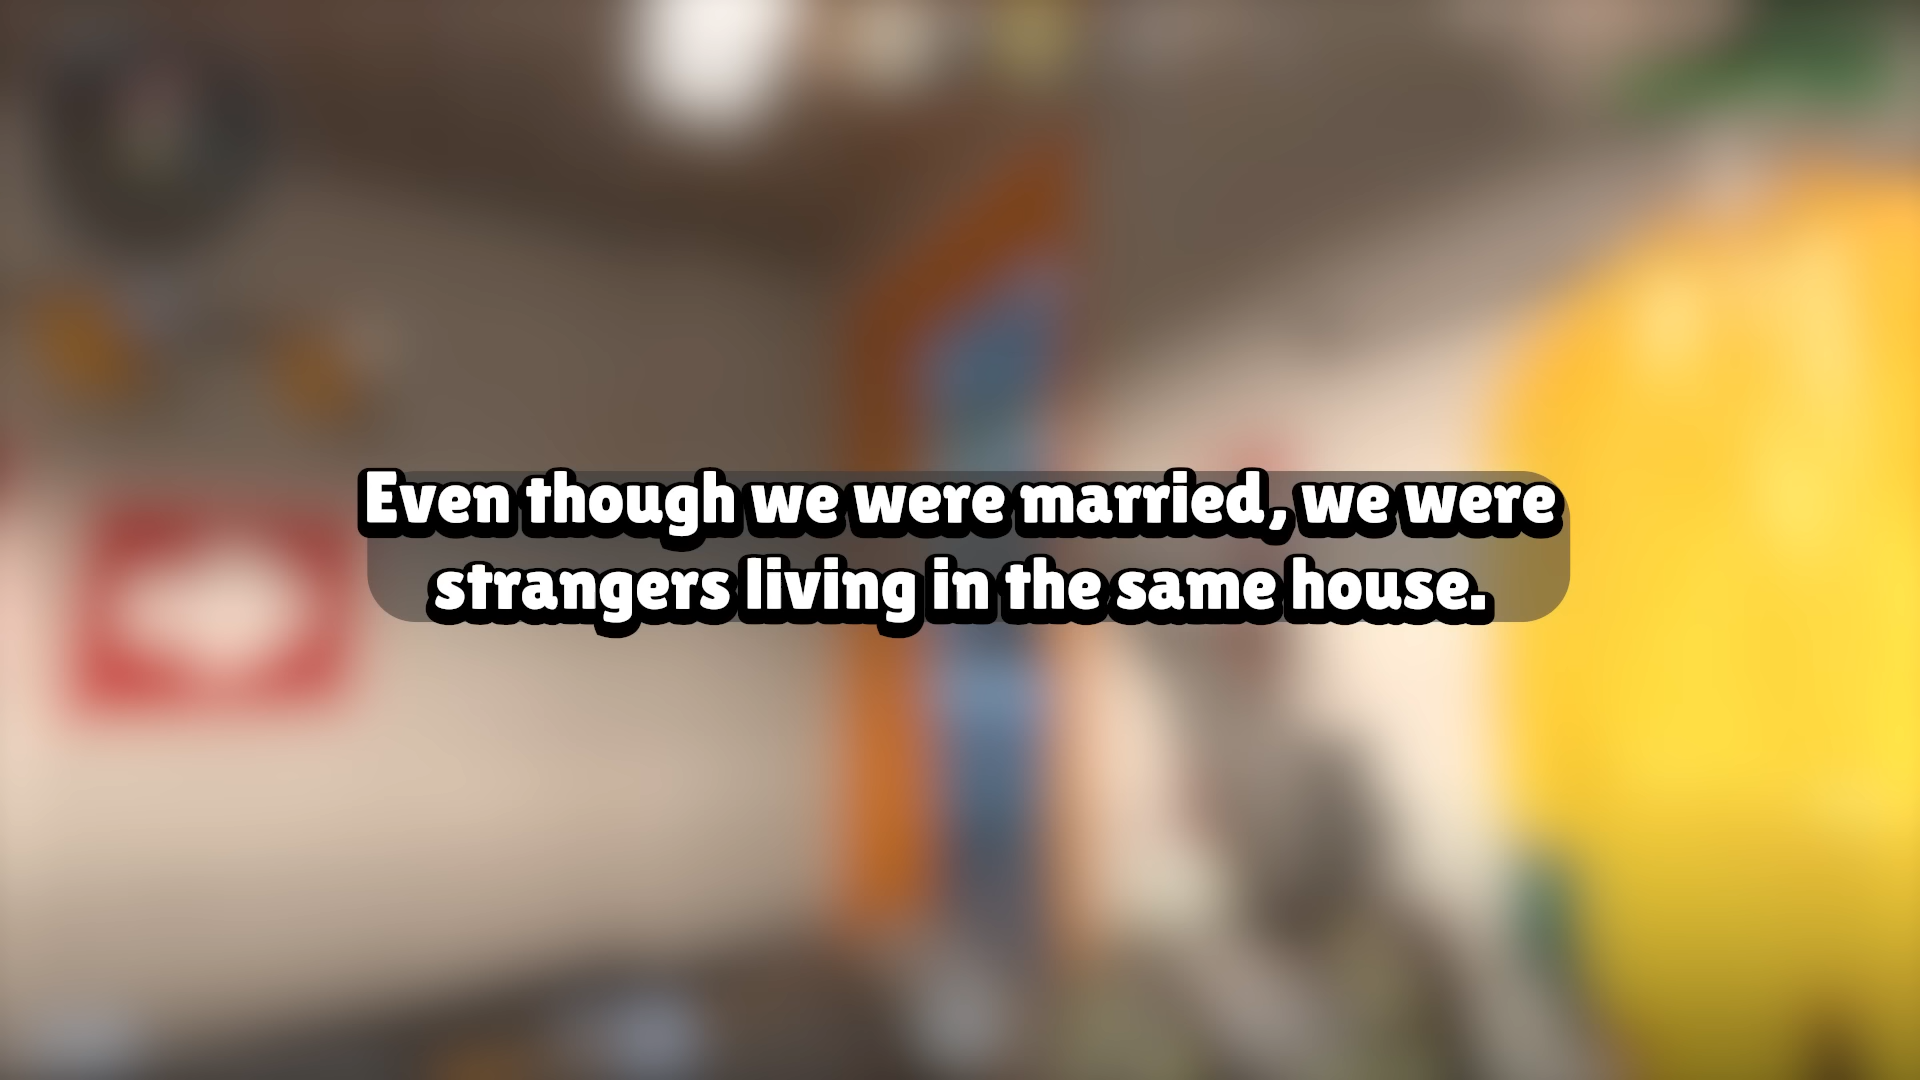 Even though we were married, we were
strangers living in the same house.